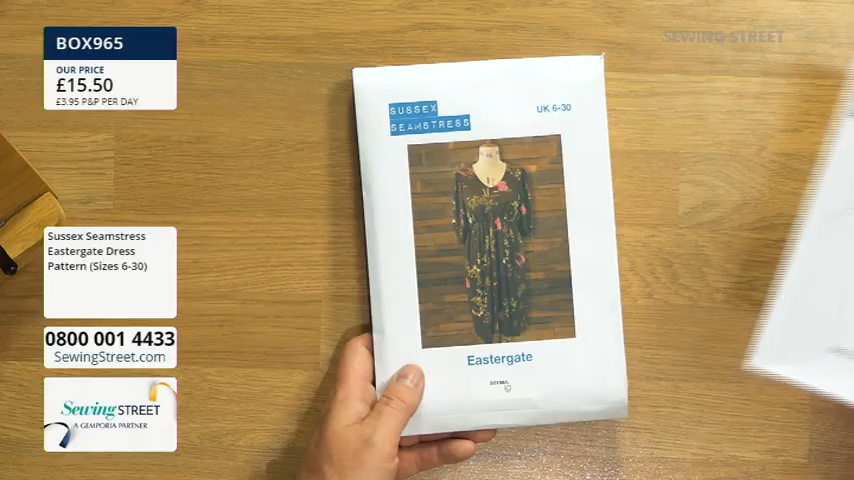 BOX965
OUR PRICE
£15.50
£3.95 P&P PER DAY
SEWING STREET
SUSSEX
SEAMSTRESS
UK 6-30
Eastergate
Sussex Seamstress
Eastergate Dress
Pattern (Sizes 6-30)
0800 001 4433
SewingStreet.com
Sewing STREET
A GEMPORIA PARTNER